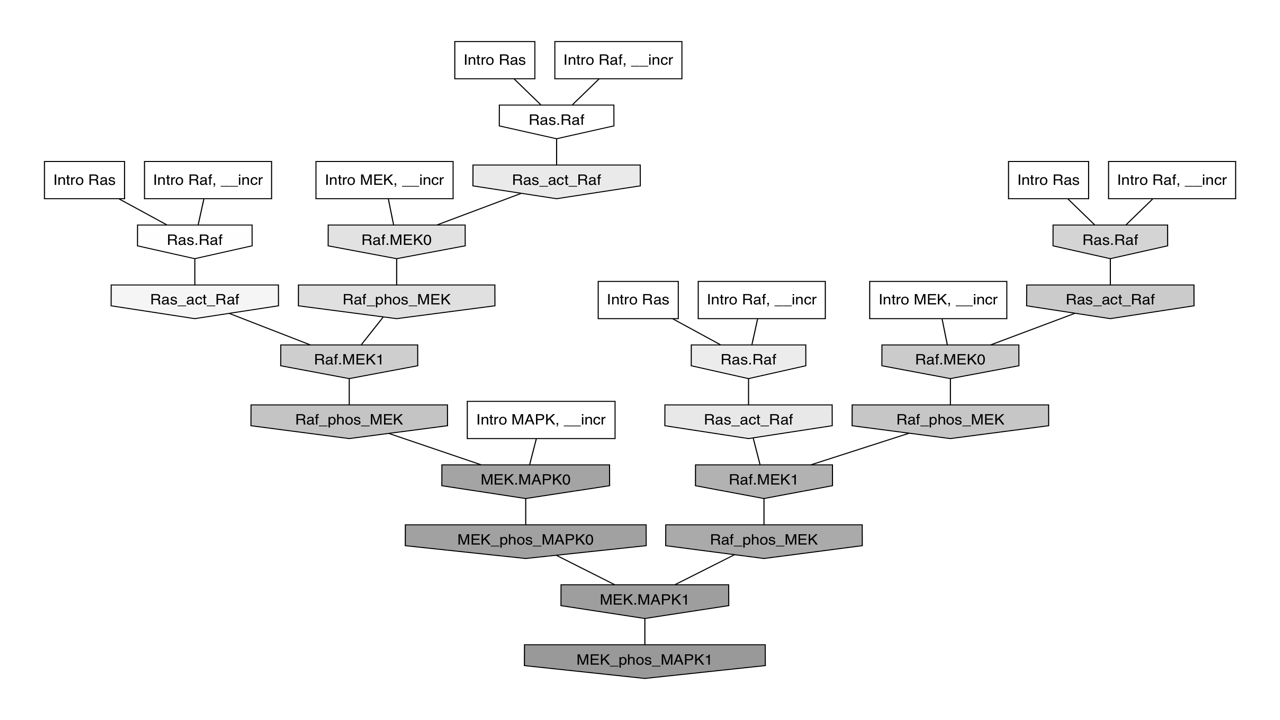 Intro Ras
Intro Raf, __incr
Ras.Raf
Intro Ras
Intro Raf, __incr
Intro MEK, __incr
Ras_act_Raf
Intro Ras
Intro Raf, __incr
Ras.Raf
Raf.MEK0
Ras.Raf
Ras_act_Raf
Raf_phos_MEK
Intro Ras
Intro Raf, __incr
Intro MEK, __incr
Ras_act_Raf
Raf.MEK1
Ras.Raf
Raf.MEK0
Raf_phos_MEK
Intro MAPK, __incr
Ras_act_Raf
Raf_phos_MEK
MEK.MAPK0
Raf.MEK1
MEK_phos_MAPK0
Raf_phos_MEK
MEK.MAPK1
MEK_phos_MAPK1